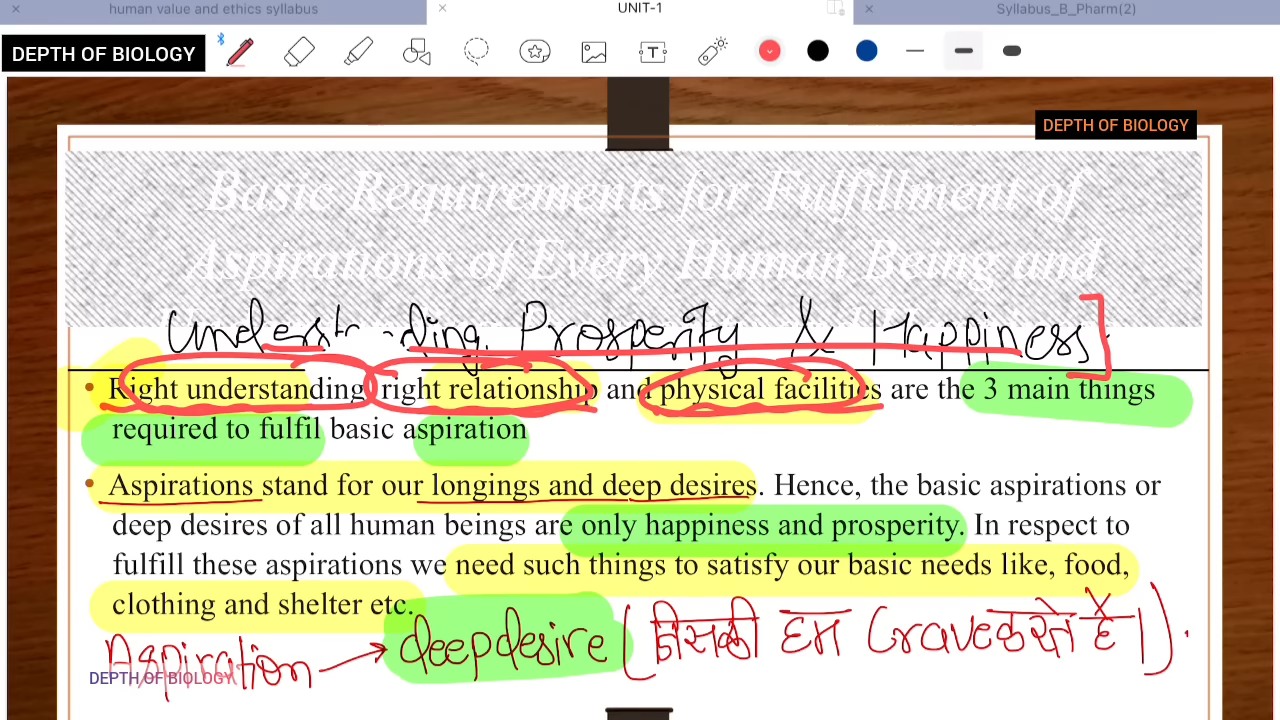 human value and ethics syllabus
UNIT-1
Syllabus_B_Pharm(2)
DEPTH OF BIOLOGY
DEPTH OF BIOLOGY
Basic Requirements for Fulfillment of
Aspirations of Every Human Being and
Understanding Prosperity & Happiness
• Right understanding right relationship and physical facilities are the 3 main things
required to fulfil basic aspiration
• Aspirations stand for our longings and deep desires. Hence, the basic aspirations or
deep desires of all human beings are only happiness and prosperity. In respect to
fulfill these aspirations we need such things to satisfy our basic needs like, food,
clothing and shelter etc.
Aspiration → deep desire (जिसकी हम Crave करते है|).
DEPTH OF BIOLOGY